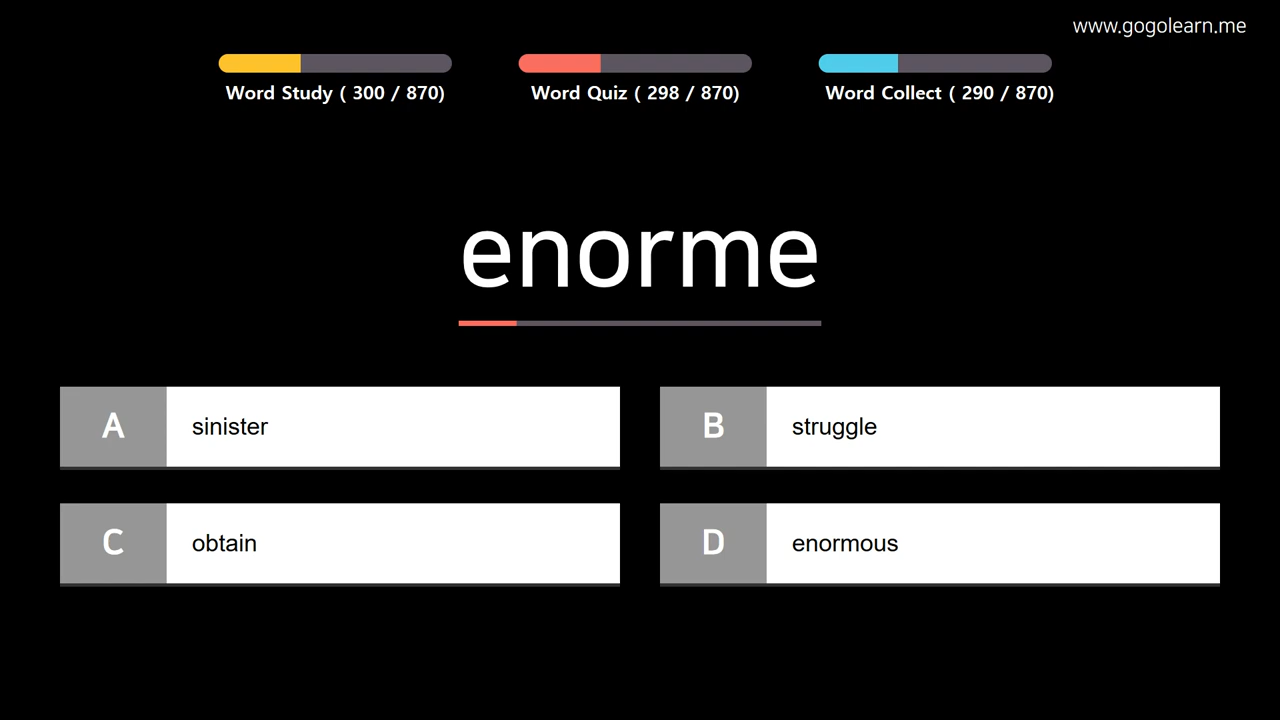 www.gogolearn.me
Word Study ( 300 / 870)
Word Quiz ( 298 / 870)
Word Collect ( 290 / 870)
enorme
A sinister
B struggle
C obtain
D enormous